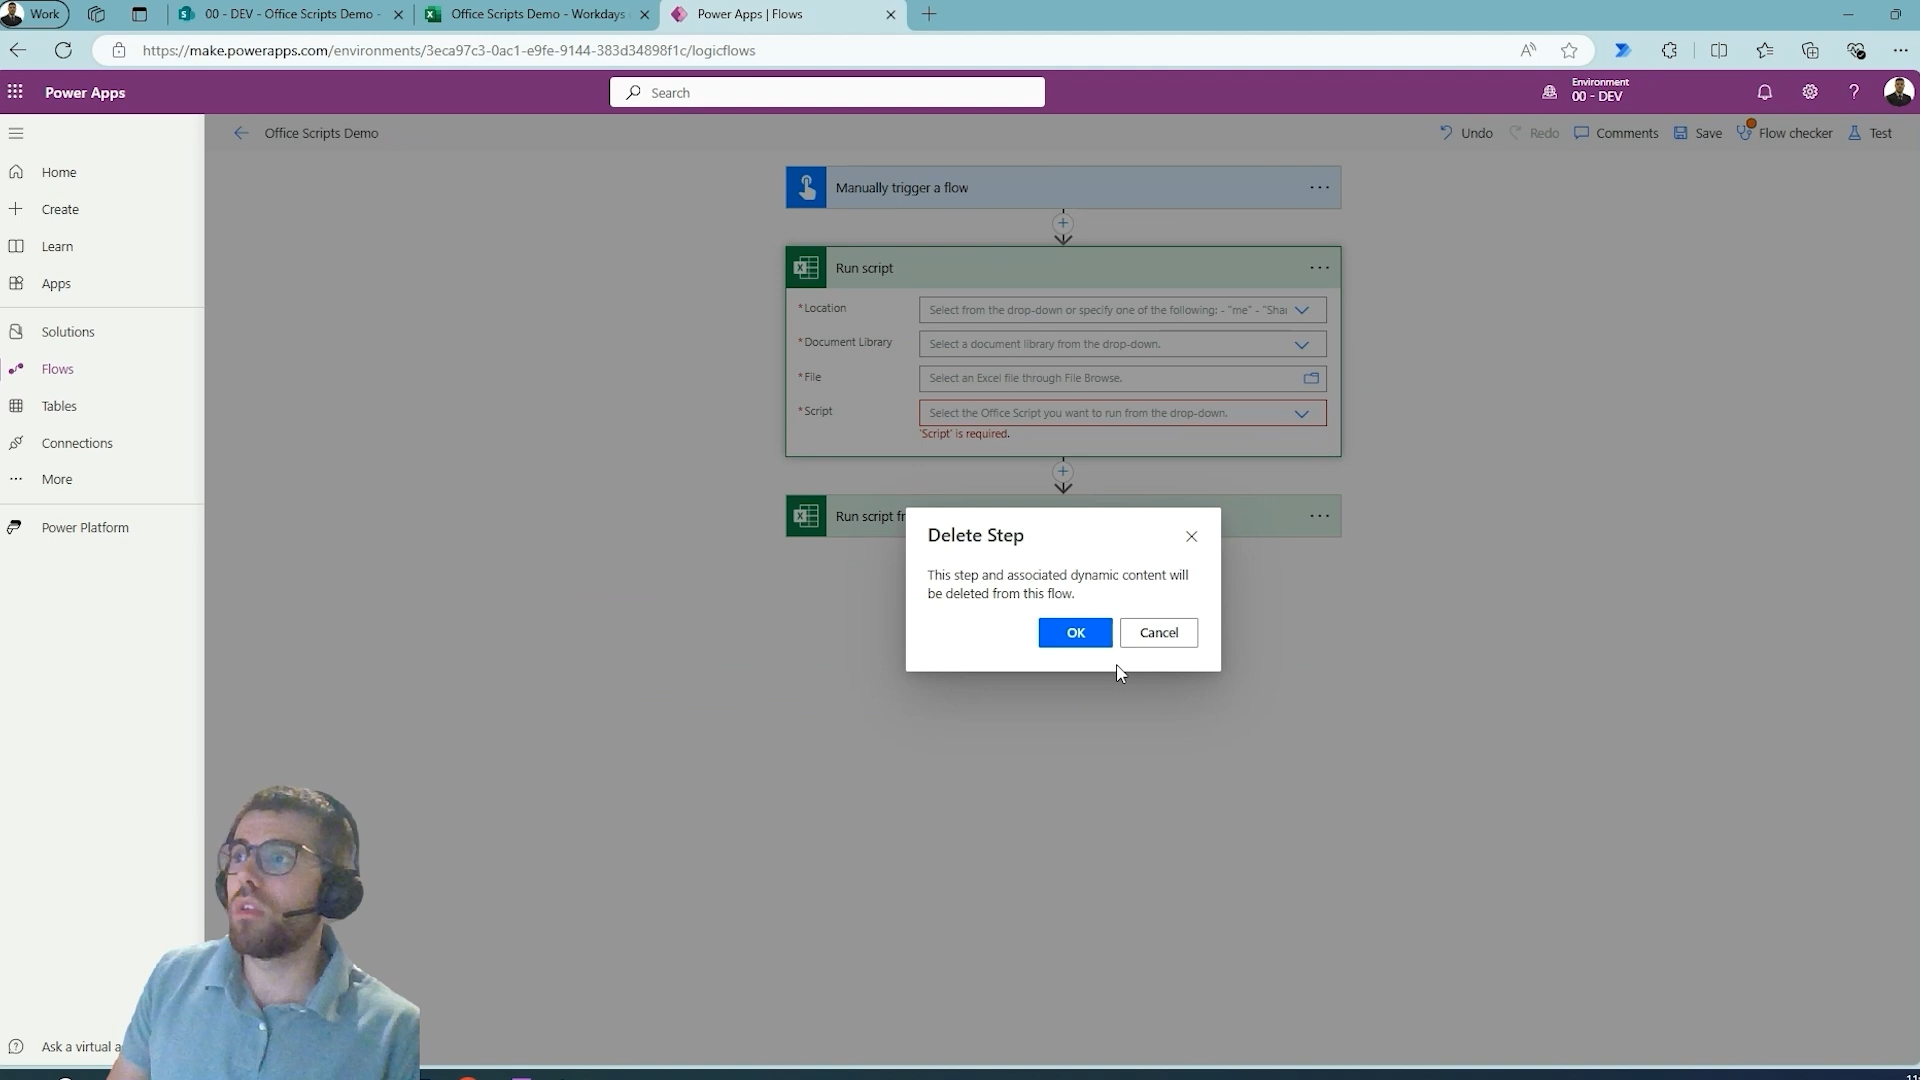 Work
00 - DEV - Office Scripts Demo -
Office Scripts Demo - Workdays
Power Apps | Flows
https://make.powerapps.com/environments/3eca97c3-0ac1-e9fe-9144-383d34898f1c/logicflows
Power Apps
Search
Environment
00 - DEV
Office Scripts Demo
Undo
Redo
Comments
Save
Flow checker
Test
Home
Create
Learn
Apps
Solutions
Flows
Tables
Connections
More
Power Platform
Ask a virtual a
Manually trigger a flow
Run script
*Location
Select from the drop-down or specify one of the following: - "me" - "Shar
*Document Library
Select a document library from the drop-down.
*File
Select an Excel file through File Browse.
*Script
Select the Office Script you want to run from the drop-down.
'Script' is required.
Run script fr
Delete Step
This step and associated dynamic content will
be deleted from this flow.
OK
Cancel